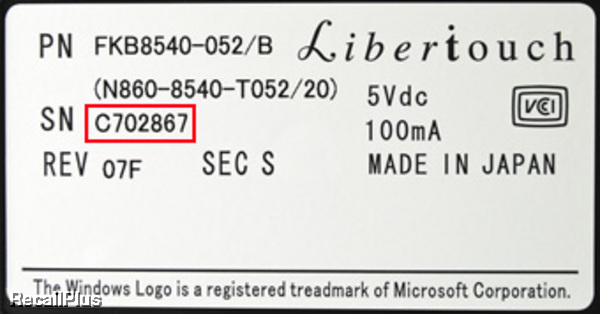 PN FKB8540-052/B Libertouch
(N860-8540-T052/20) 5Vdc
SN C702867 100mA VCCI
REV 07F SEC S MADE IN JAPAN
The Windows Logo is a registered treadmark of Microsoft Corporation.
RecallPlus